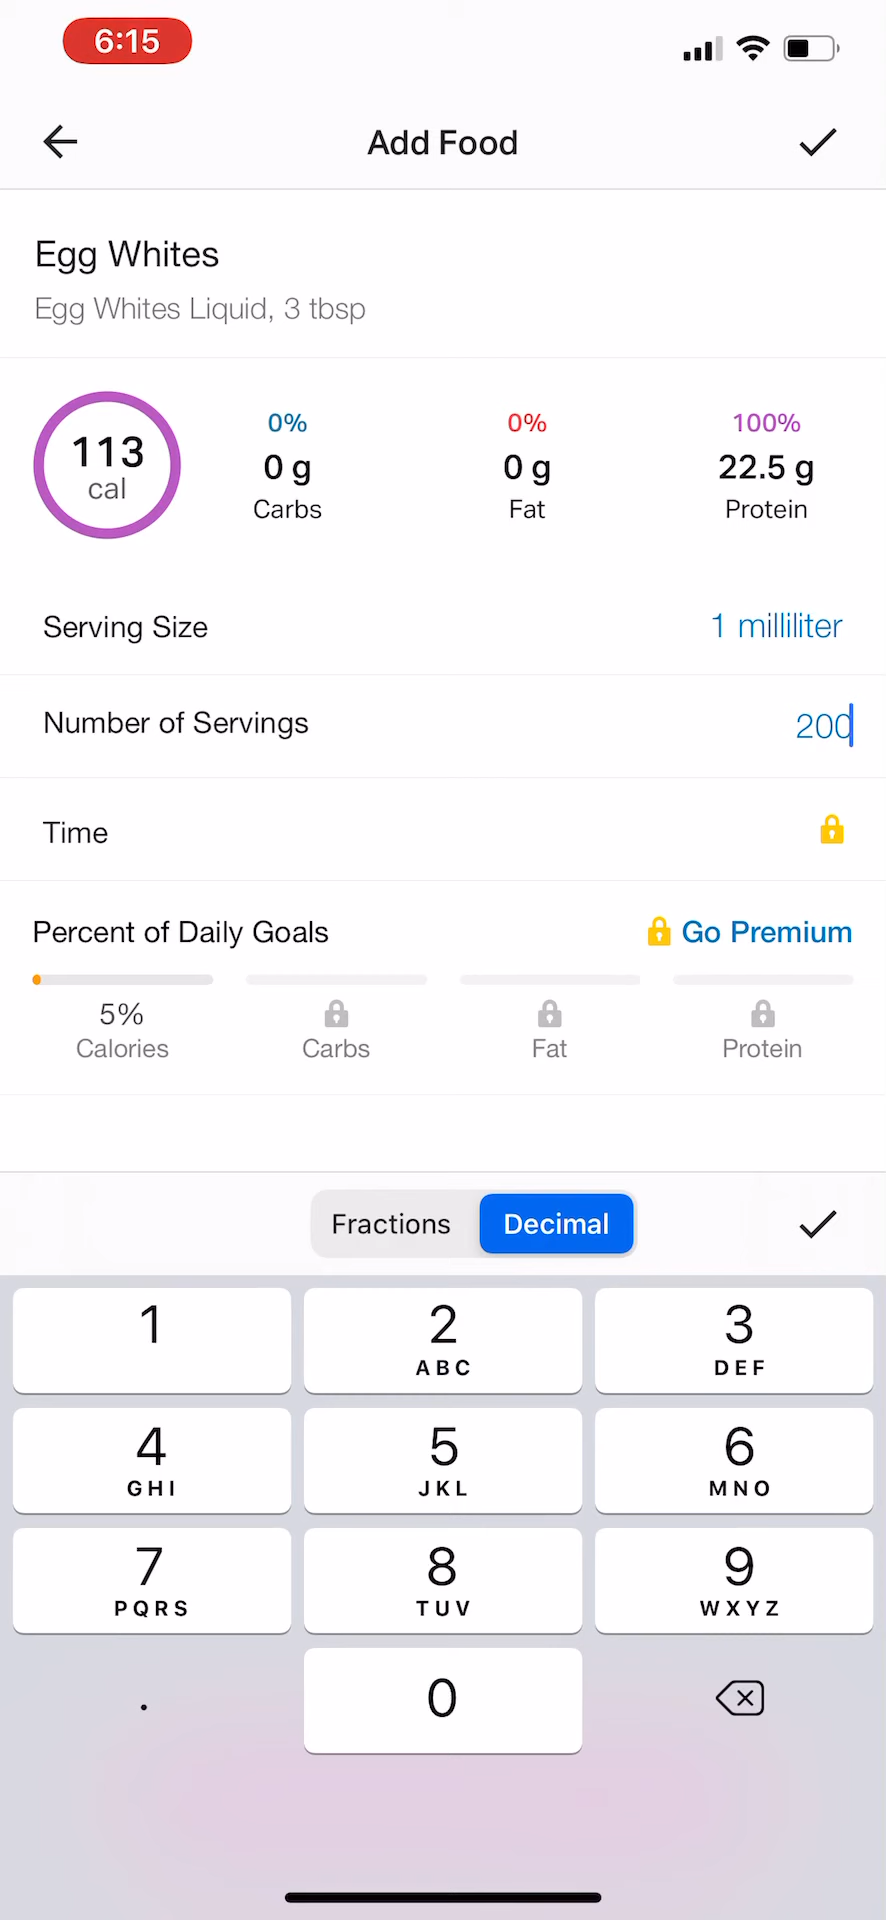 6:15
Add Food
Egg Whites
Egg Whites Liquid, 3 tbsp
113
cal
0%
0 g
Carbs
0%
0 g
Fat
100%
22.5 g
Protein
Serving Size
1 milliliter
Number of Servings
200
Time
Percent of Daily Goals
Go Premium
5%
Calories
Carbs
Fat
Protein
Fractions
Decimal
1
2
ABC
3
DEF
4
GHI
5
JKL
6
MNO
7
PQRS
8
TUV
9
WXYZ
.
0